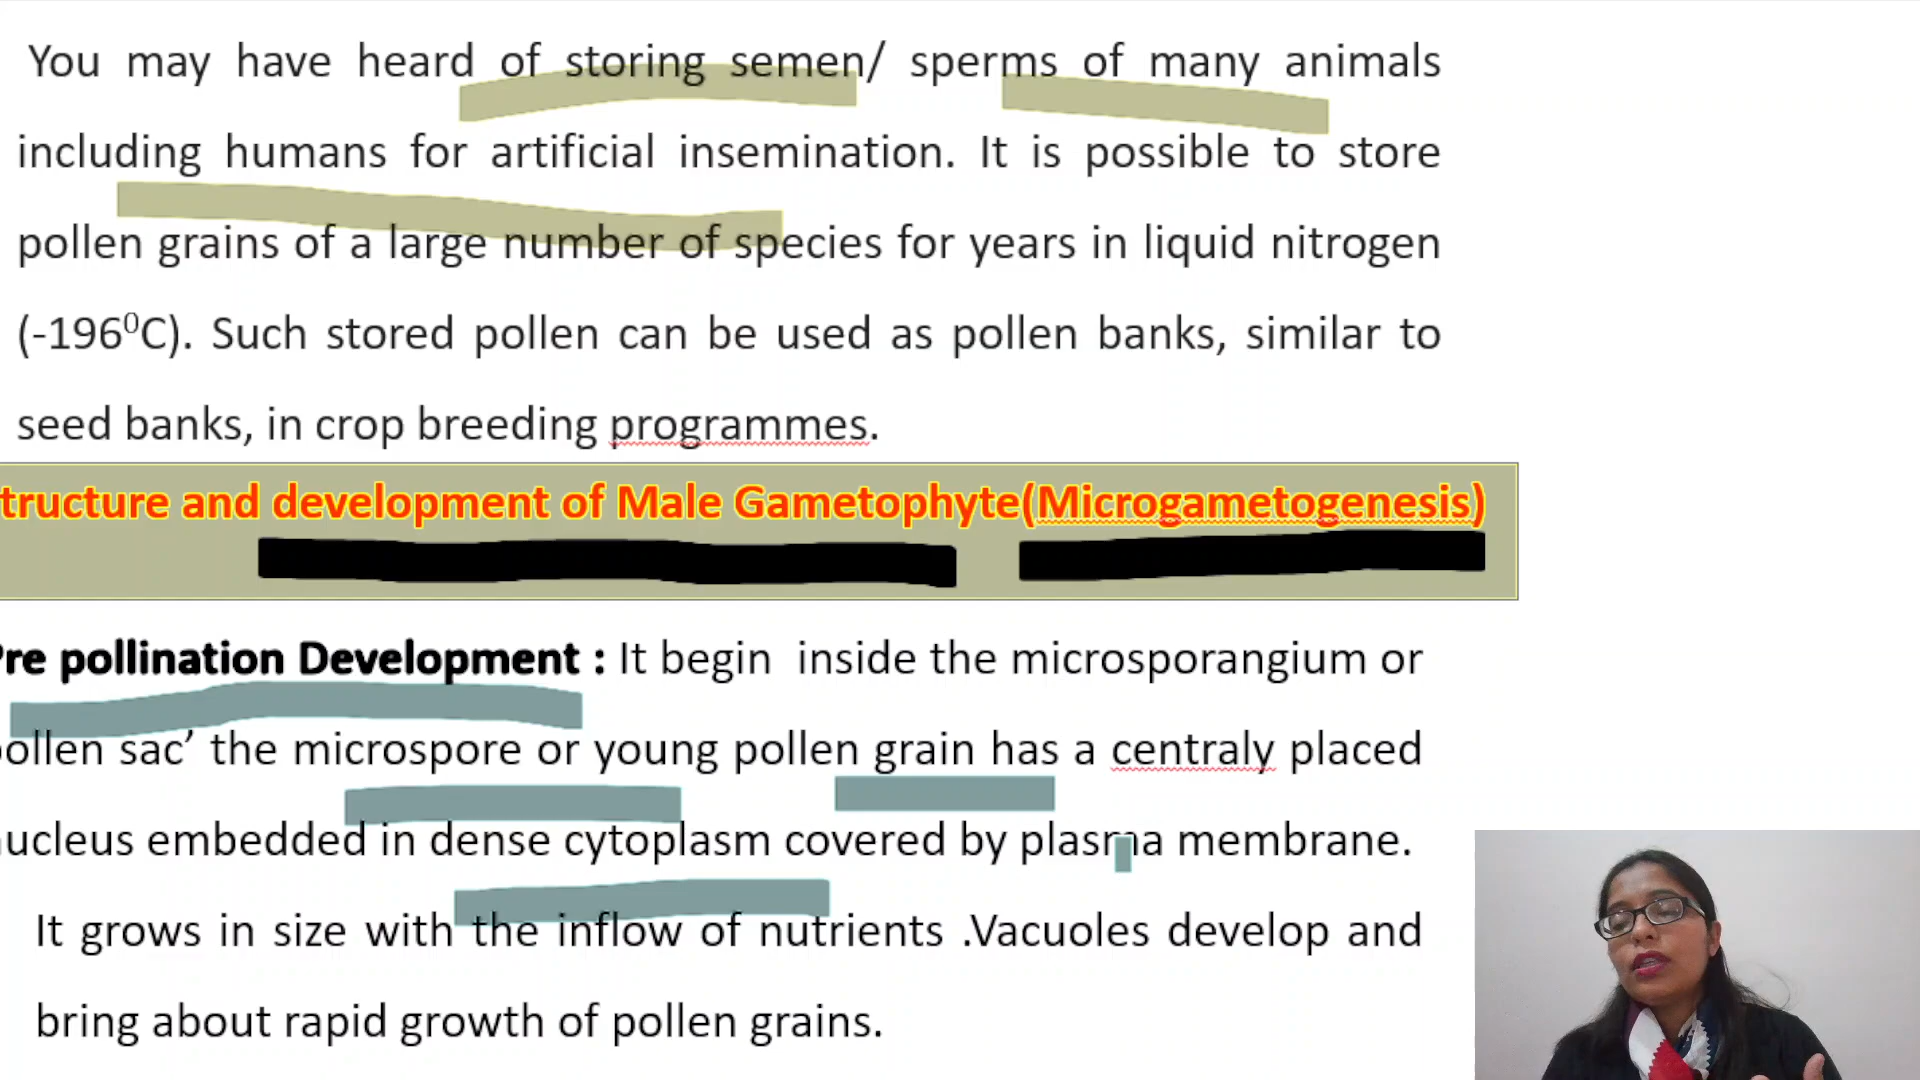 You may have heard of storing semen/ sperms of many animals
including humans for artificial insemination. It is possible to store
pollen grains of a large number of species for years in liquid nitrogen
(-196⁰C). Such stored pollen can be used as pollen banks, similar to
seed banks, in crop breeding programmes.
tructure and development of Male Gametophyte(Microgametogenesis)
re pollination Development : It begin inside the microsporangium or
ollen sac’ the microspore or young pollen grain has a centraly placed
ucleus embedded in dense cytoplasm covered by plasma membrane.
It grows in size with the inflow of nutrients .Vacuoles develop and
bring about rapid growth of pollen grains.